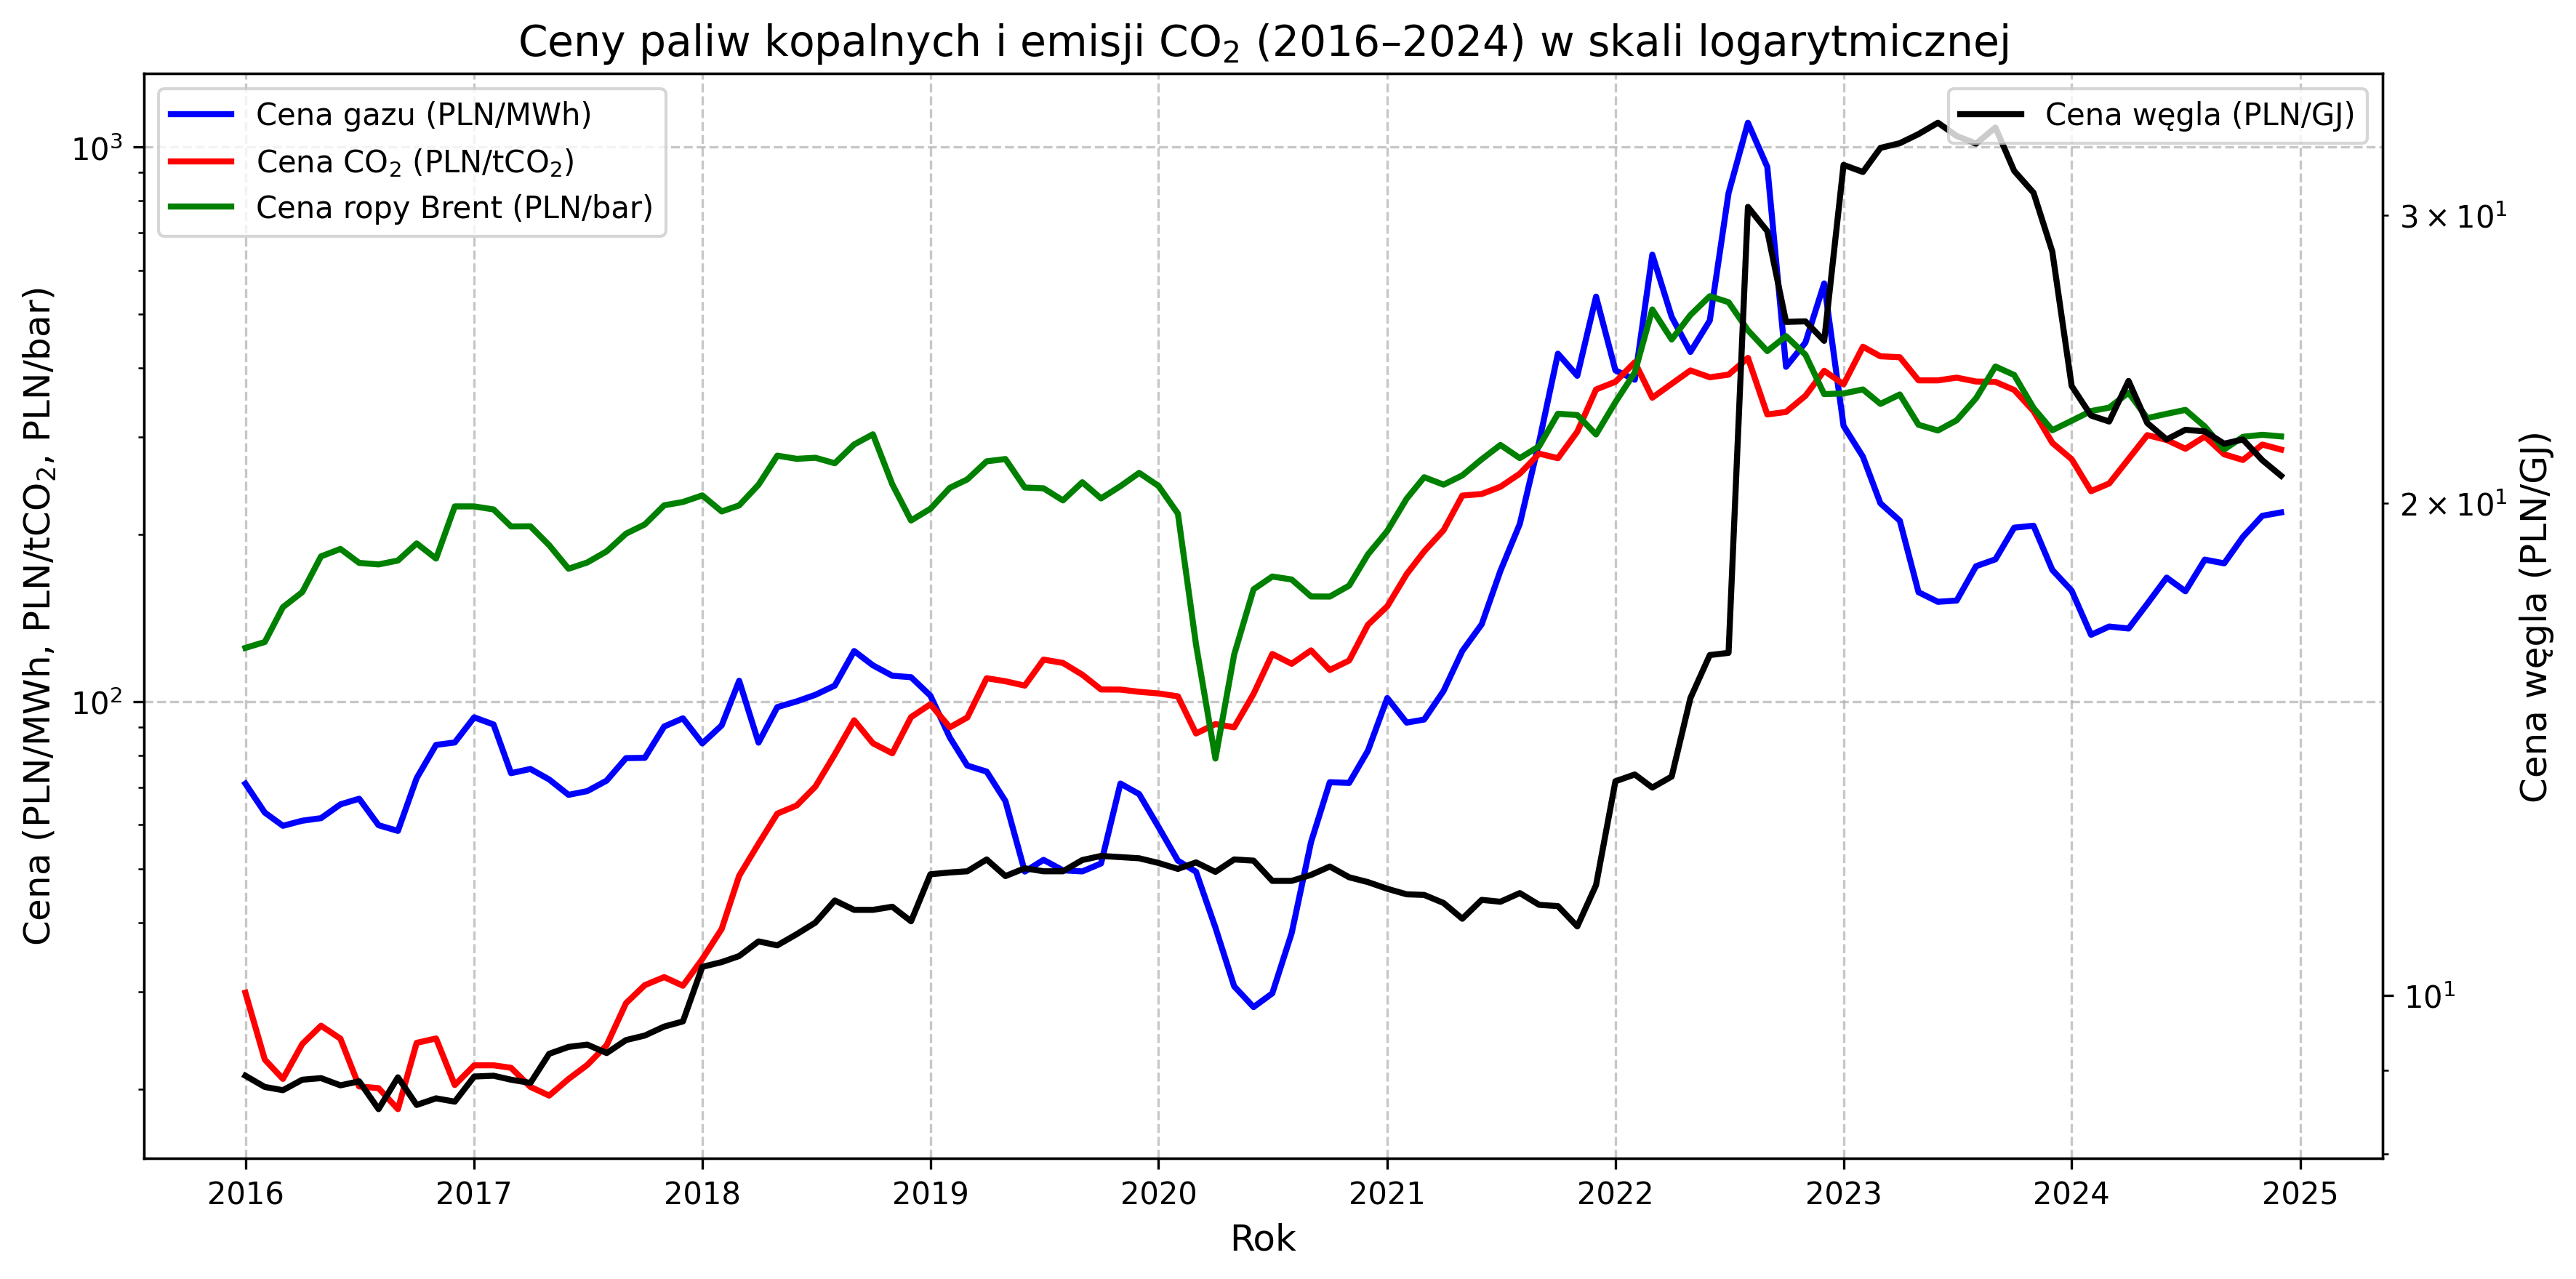 Ceny paliw kopalnych i emisji CO₂ (2016–2024) w skali logarytmicznej
Cena gazu (PLN/MWh)
Cena CO₂ (PLN/tCO₂)
Cena ropy Brent (PLN/bar)
Cena węgla (PLN/GJ)
Cena (PLN/MWh, PLN/tCO₂, PLN/bar)
10³
10²
3×10¹
2×10¹
10¹
Cena węgla (PLN/GJ)
2016 2017 2018 2019 2020 2021 2022 2023 2024 2025
Rok